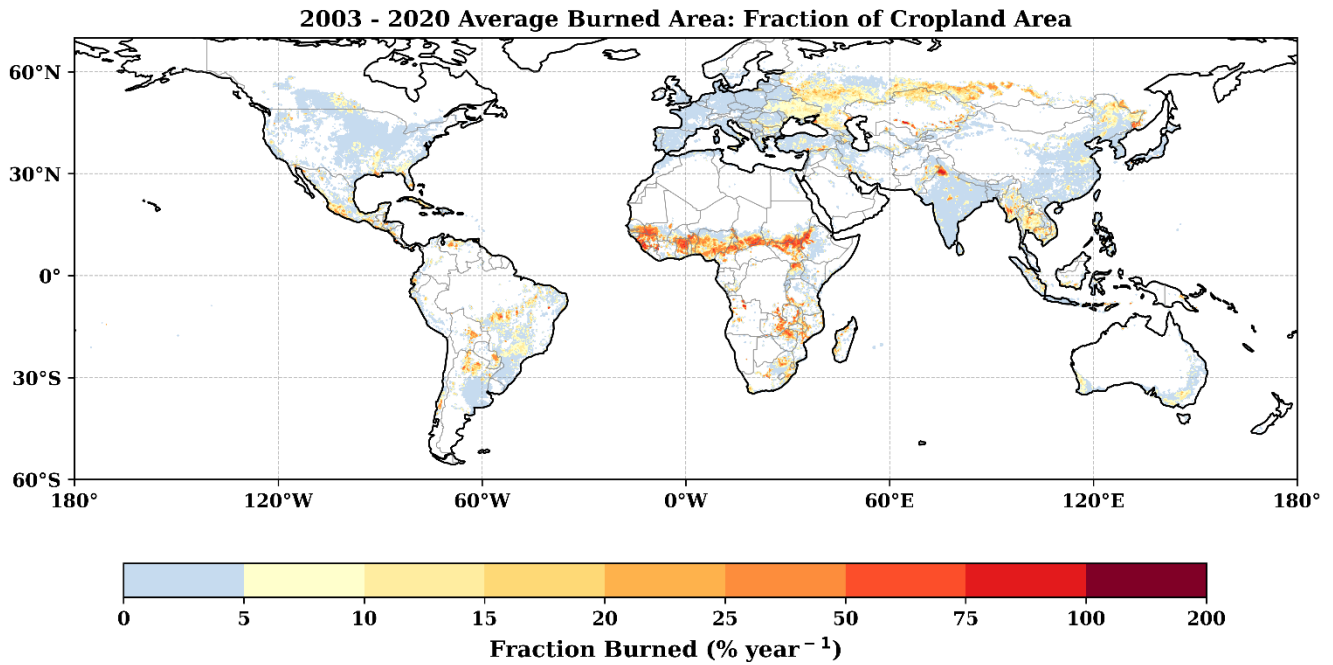 2003 - 2020 Average Burned Area: Fraction of Cropland Area
60°N
30°N
0°
30°S
60°S
180° 120°W 60°W 0°W 60°E 120°E 180°
0 5 10 15 20 25 50 75 100 200
Fraction Burned (% year⁻¹)